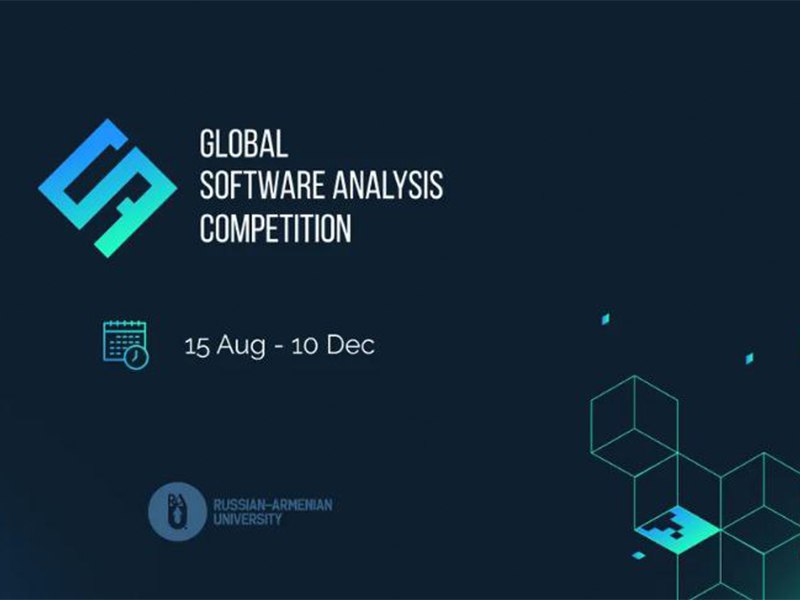 GLOBAL
SOFTWARE ANALYSIS
COMPETITION
15 Aug - 10 Dec
RUSSIAN-ARMENIAN
UNIVERSITY